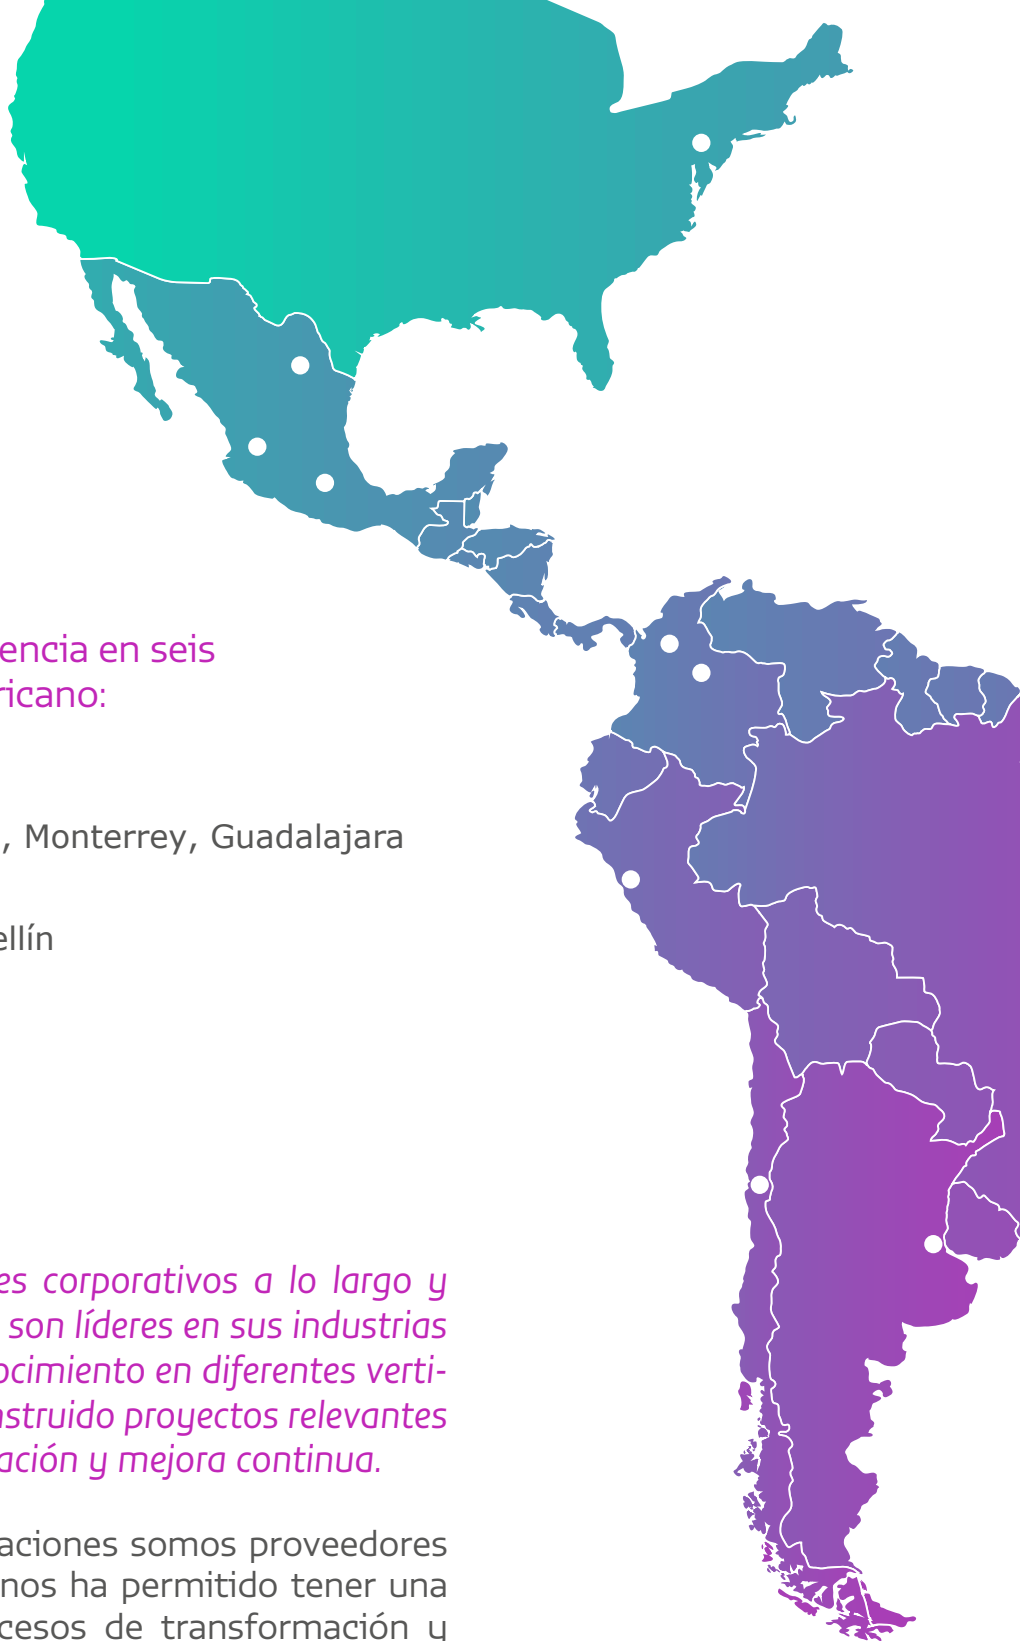 encia en seis
ricano:
, Monterrey, Guadalajara
ellín
es corporativos a lo largo y
son líderes en sus industrias
ocimiento en diferentes verti-
nstruido proyectos relevantes
ación y mejora continua.
aciones somos proveedores
nos ha permitido tener una
cesos de transformación y